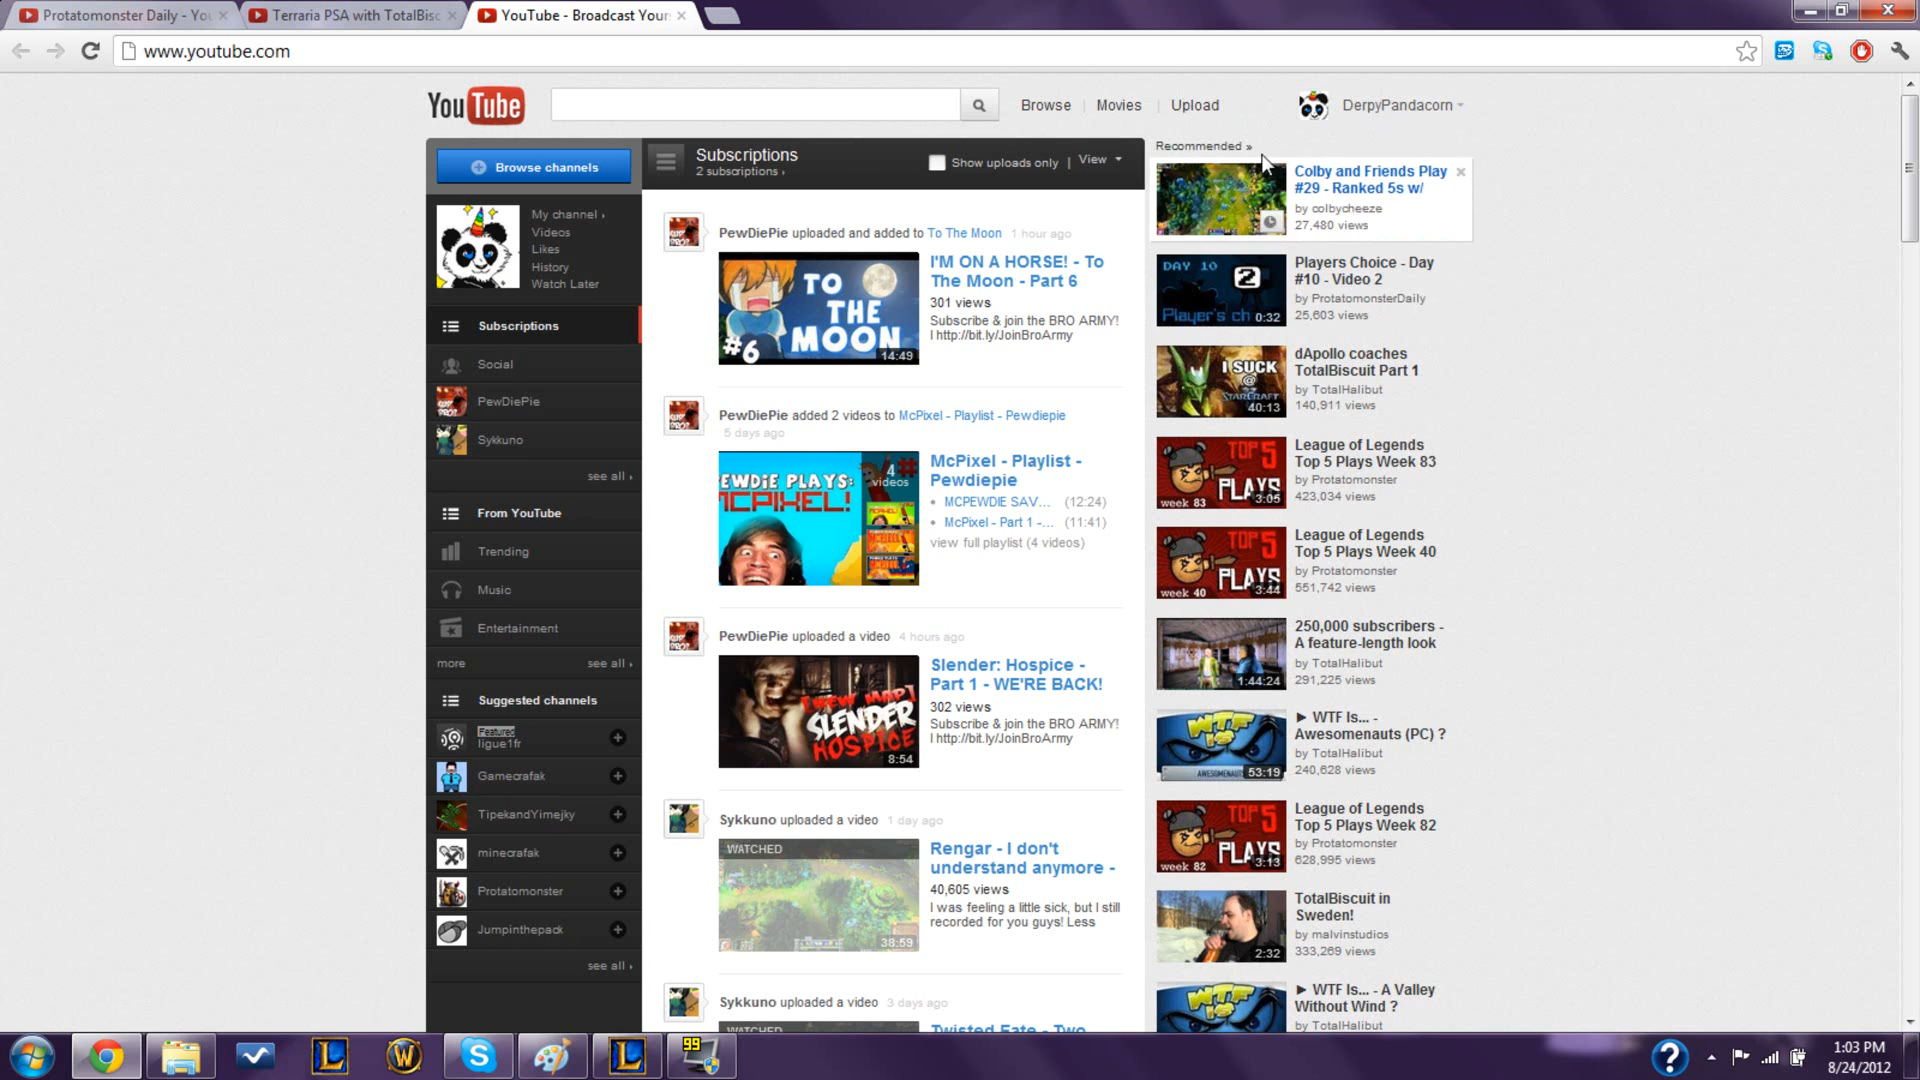 Protatomonster Daily - You
Terraria PSA with TotalBisc
YouTube - Broadcast Your
www.youtube.com
YouTube
Browse
Movies
Upload
DerpyPandacorn
Browse channels
My channel ›
Videos
Likes
History
Watch Later
Subscriptions
Social
PewDiePie
Sykkuno
see all ›
From YouTube
Trending
Music
Entertainment
more
see all ›
Suggested channels
Featured
ligue1fr
Gamecrafak
TipekandYimejky
minecrafak
Protatomonster
Jumpinthepack
see all ›
Subscriptions
2 subscriptions ›
Show uploads only | View
PewDiePie uploaded and added to To The Moon 1 hour ago
TO
THE
MOON
#6
14:49
I'M ON A HORSE! - To
The Moon - Part 6
301 views
Subscribe & join the BRO ARMY!
l http://bit.ly/JoinBroArmy
PewDiePie added 2 videos to McPixel - Playlist - Pewdiepie
5 days ago
EWDIE PLAYS:
MCPIXEL!
4
videos
McPixel - Playlist -
Pewdiepie
• MCPEWDIE SAV... (12:24)
• McPixel - Part 1 -... (11:41)
view full playlist (4 videos)
PewDiePie uploaded a video 4 hours ago
[NEW MAP]
SLENDER
HOSPICE
8:54
Slender: Hospice -
Part 1 - WE'RE BACK!
302 views
Subscribe & join the BRO ARMY!
l http://bit.ly/JoinBroArmy
Sykkuno uploaded a video 1 day ago
WATCHED
38:59
Rengar - I don't
understand anymore -
40,605 views
I was feeling a little sick, but I still
recorded for you guys! Less
Sykkuno uploaded a video 3 days ago
WATCHED
Twisted Fate - Two
Recommended »
Colby and Friends Play
#29 - Ranked 5s w/
by colbycheeze
27,480 views
DAY 10
2
Player's ch
0:32
Players Choice - Day
#10 - Video 2
by ProtatomonsterDaily
25,603 views
I SUCK
@
STARCRAFT
40:13
dApollo coaches
TotalBiscuit Part 1
by TotalHalibut
140,911 views
TOP 5
PLAYS
week 83
3:05
League of Legends
Top 5 Plays Week 83
by Protatomonster
423,034 views
TOP 5
PLAYS
week 40
3:44
League of Legends
Top 5 Plays Week 40
by Protatomonster
551,742 views
1:44:24
250,000 subscribers -
A feature-length look
by TotalHalibut
291,225 views
WTF
IS
AWESOMENAUTS
53:19
► WTF Is... -
Awesomenauts (PC) ?
by TotalHalibut
240,628 views
TOP 5
PLAYS
week 82
3:13
League of Legends
Top 5 Plays Week 82
by Protatomonster
628,995 views
2:32
TotalBiscuit in
Sweden!
by malvinstudios
333,269 views
WTF
IS
► WTF Is... - A Valley
Without Wind ?
by TotalHalibut
99
1:03 PM
8/24/2012